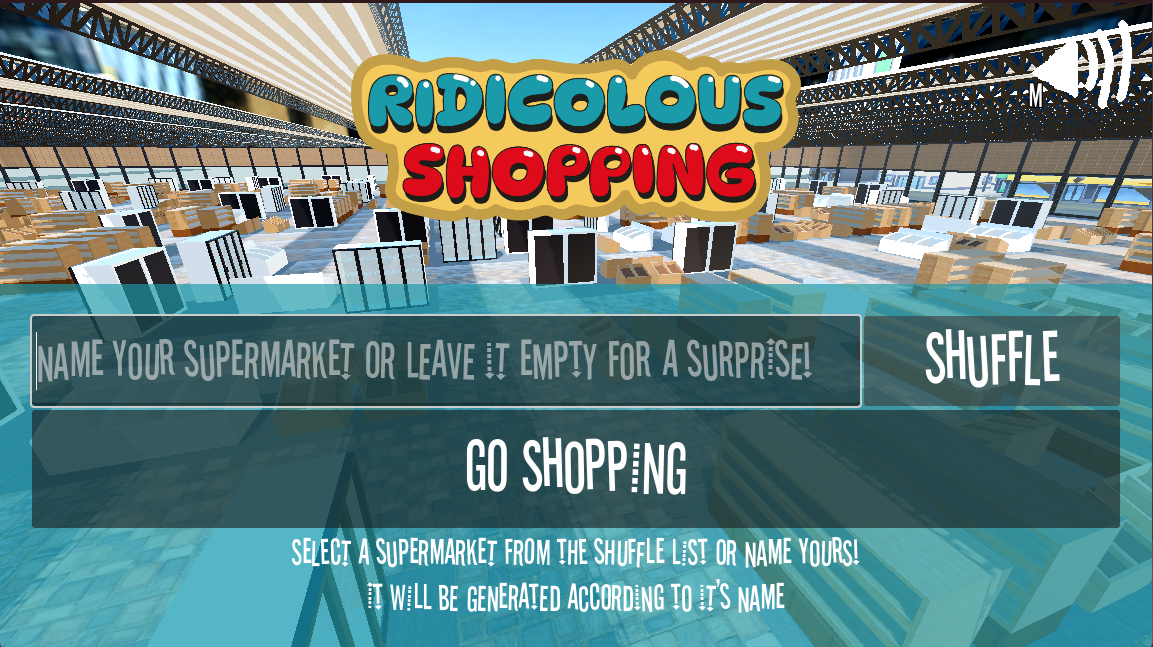 RIDICOLOUS
SHOPPING
M
NAME YOUR SUPERMARKET OR LEAVE IT EMPTY FOR A SURPRISE!
SHUFFLE
GO SHOPPING
SELECT A SUPERMARKET FROM THE SHUFFLE LIST OR NAME YOURS!
IT WILL BE GENERATED ACCORDING TO IT'S NAME